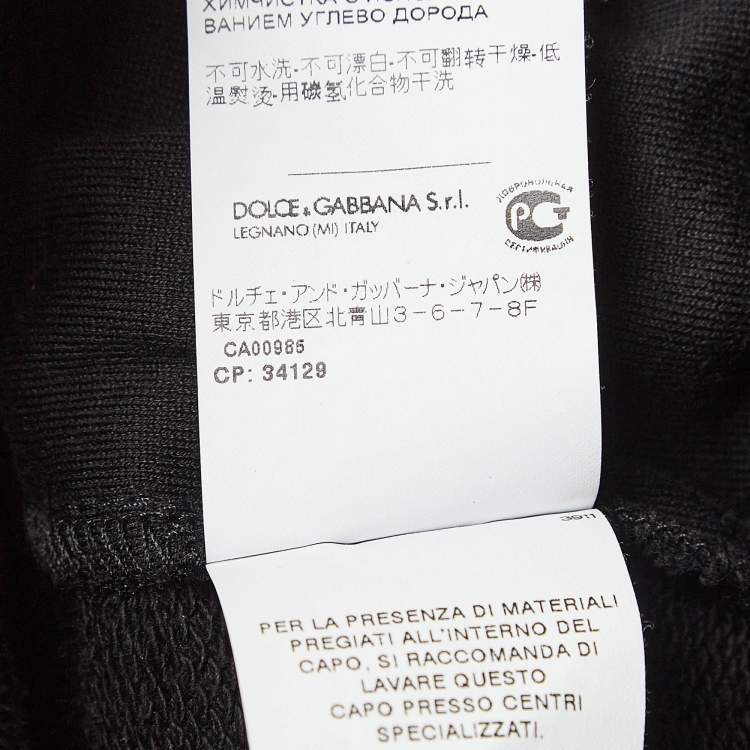 ВАНИЕМ УГЛЕВО ДОРОДА
不可水洗-不可漂白-不可翻转干燥-低
温熨烫-用碳氢化合物干洗
DOLCE & GABBANA S.r.l.
LEGNANO (MI) ITALY
ДОБРОВОЛЬНАЯ
РСТ
СЕРТИФИКАЦИЯ
ドルチェ・アンド・ガッバーナ・ジャパン(株)
東京都港区北青山3-6-7-8F
CA00985
CP: 34129
3911
PER LA PRESENZA DI MATERIALI
PREGIATI ALL'INTERNO DEL
CAPO, SI RACCOMANDA DI
LAVARE QUESTO
CAPO PRESSO CENTRI
SPECIALIZZATI.